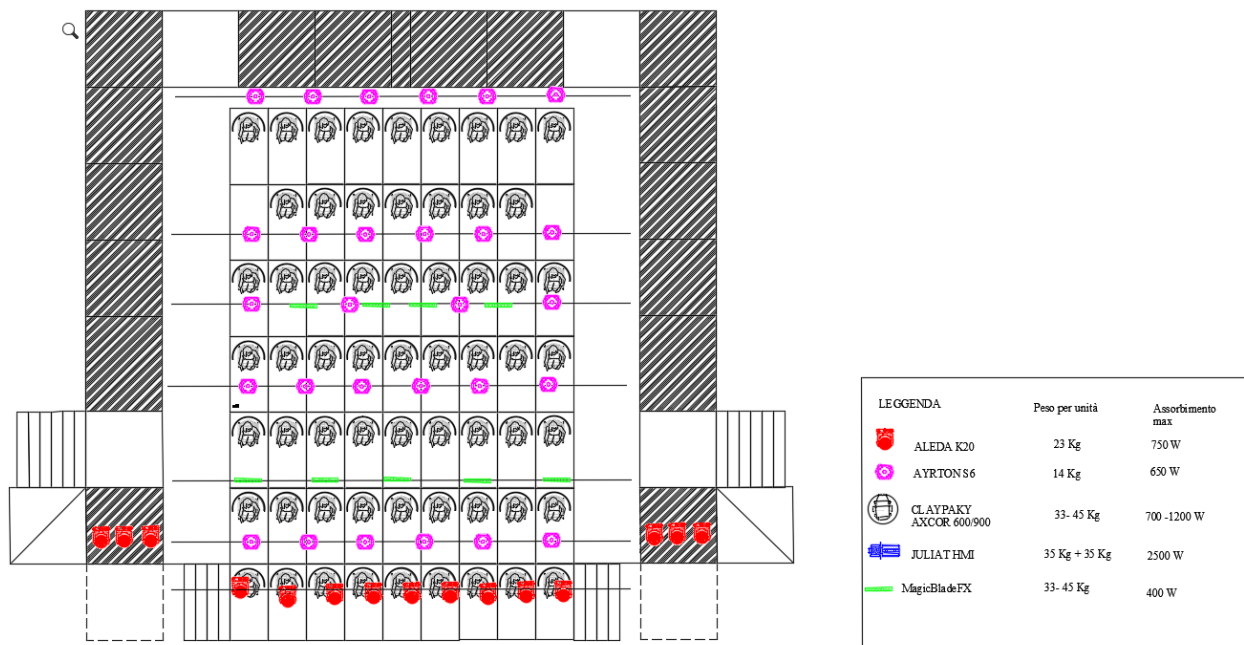 LEGGENDA Peso per unità Assorbimento
max
ALEDA K20 23 Kg 750 W
AYRTON S6 14 Kg 650 W
CLAYPAKY
AXCOR 600/900 33- 45 Kg 700 -1200 W
JULIAT HMI 35 Kg + 35 Kg 2500 W
MagicBladeFX 33- 45 Kg 400 W